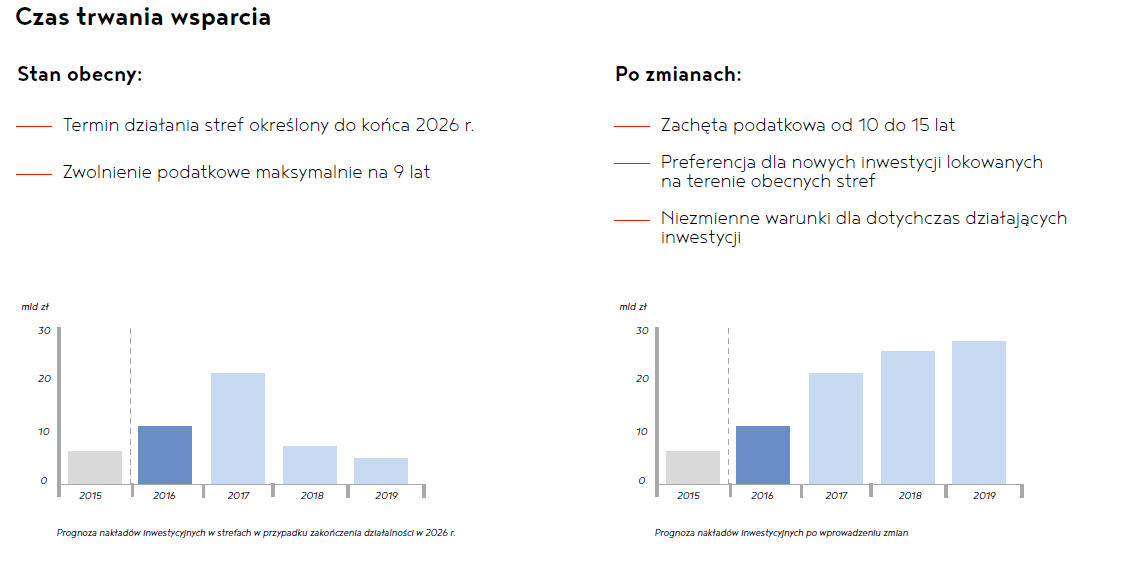 Czas trwania wsparcia
Stan obecny:
Termin działania stref określony do końca 2026 r.
Zwolnienie podatkowe maksymalnie na 9 lat
Po zmianach:
Zachęta podatkowa od 10 do 15 lat
Preferencja dla nowych inwestycji lokowanych
na terenie obecnych stref
Niezmienne warunki dla dotychczas działających
inwestycji
mld zł
30
20
10
0
2015 2016 2017 2018 2019
Prognoza nakładów inwestycyjnych w strefach w przypadku zakończenia działalności w 2026 r.
mld zł
30
20
10
0
2015 2016 2017 2018 2019
Prognoza nakładów inwestycyjnych po wprowadzeniu zmian